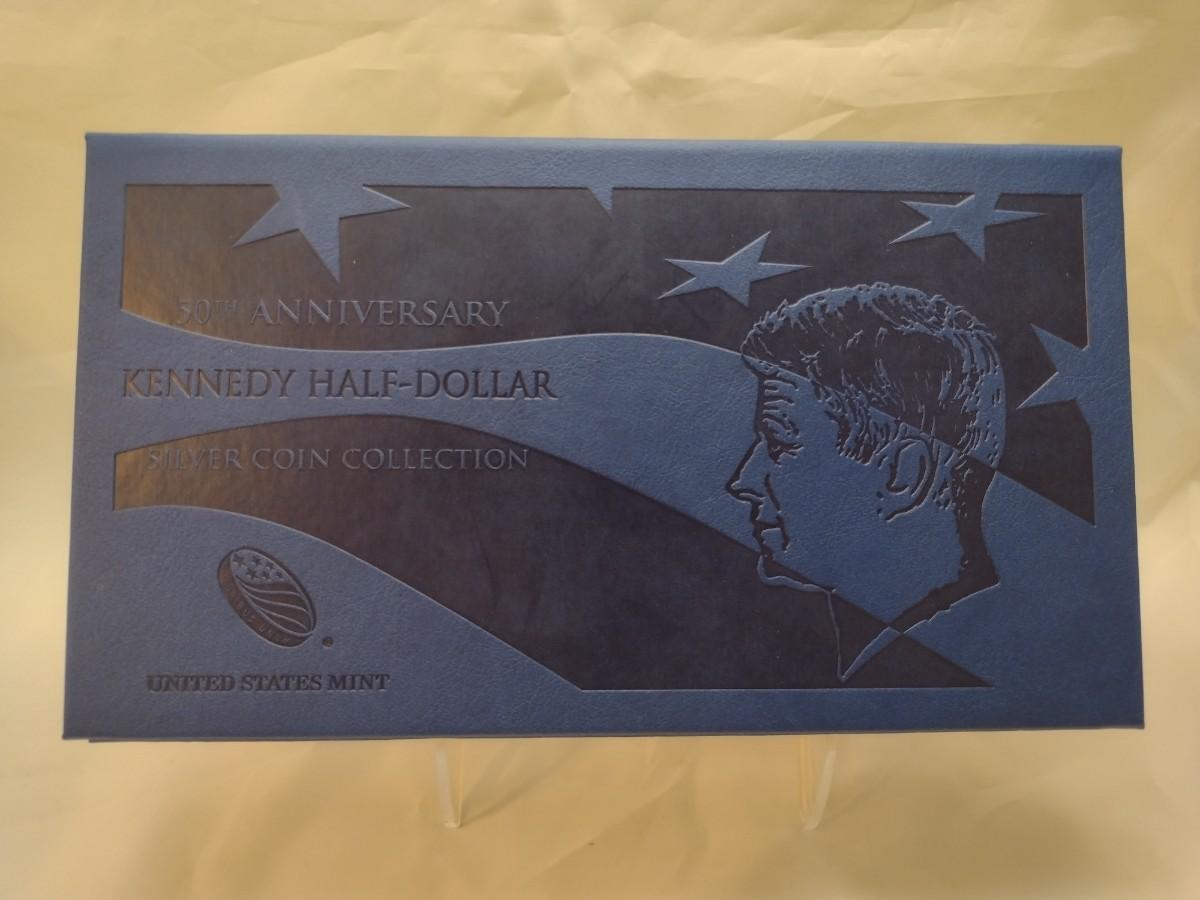 50TH ANNIVERSARY
KENNEDY HALF-DOLLAR
SILVER COIN COLLECTION
UNITED STATES MINT